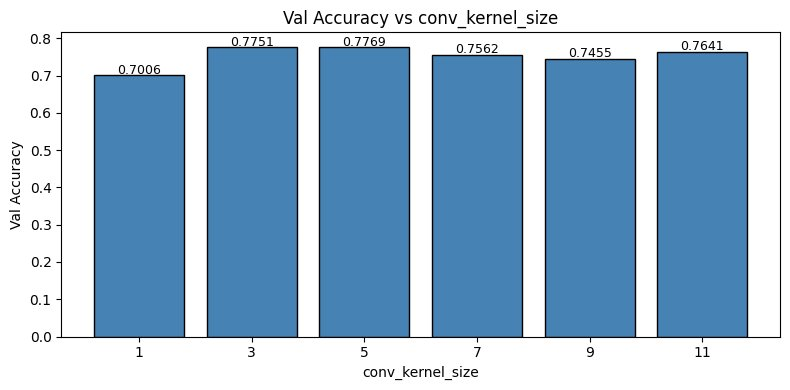 Val Accuracy vs conv_kernel_size
0.8
0.7
0.6
0.5
0.4
0.3
0.2
0.1
0.0
Val Accuracy
0.7006 0.7751 0.7769 0.7562 0.7455 0.7641
1 3 5 7 9 11
conv_kernel_size